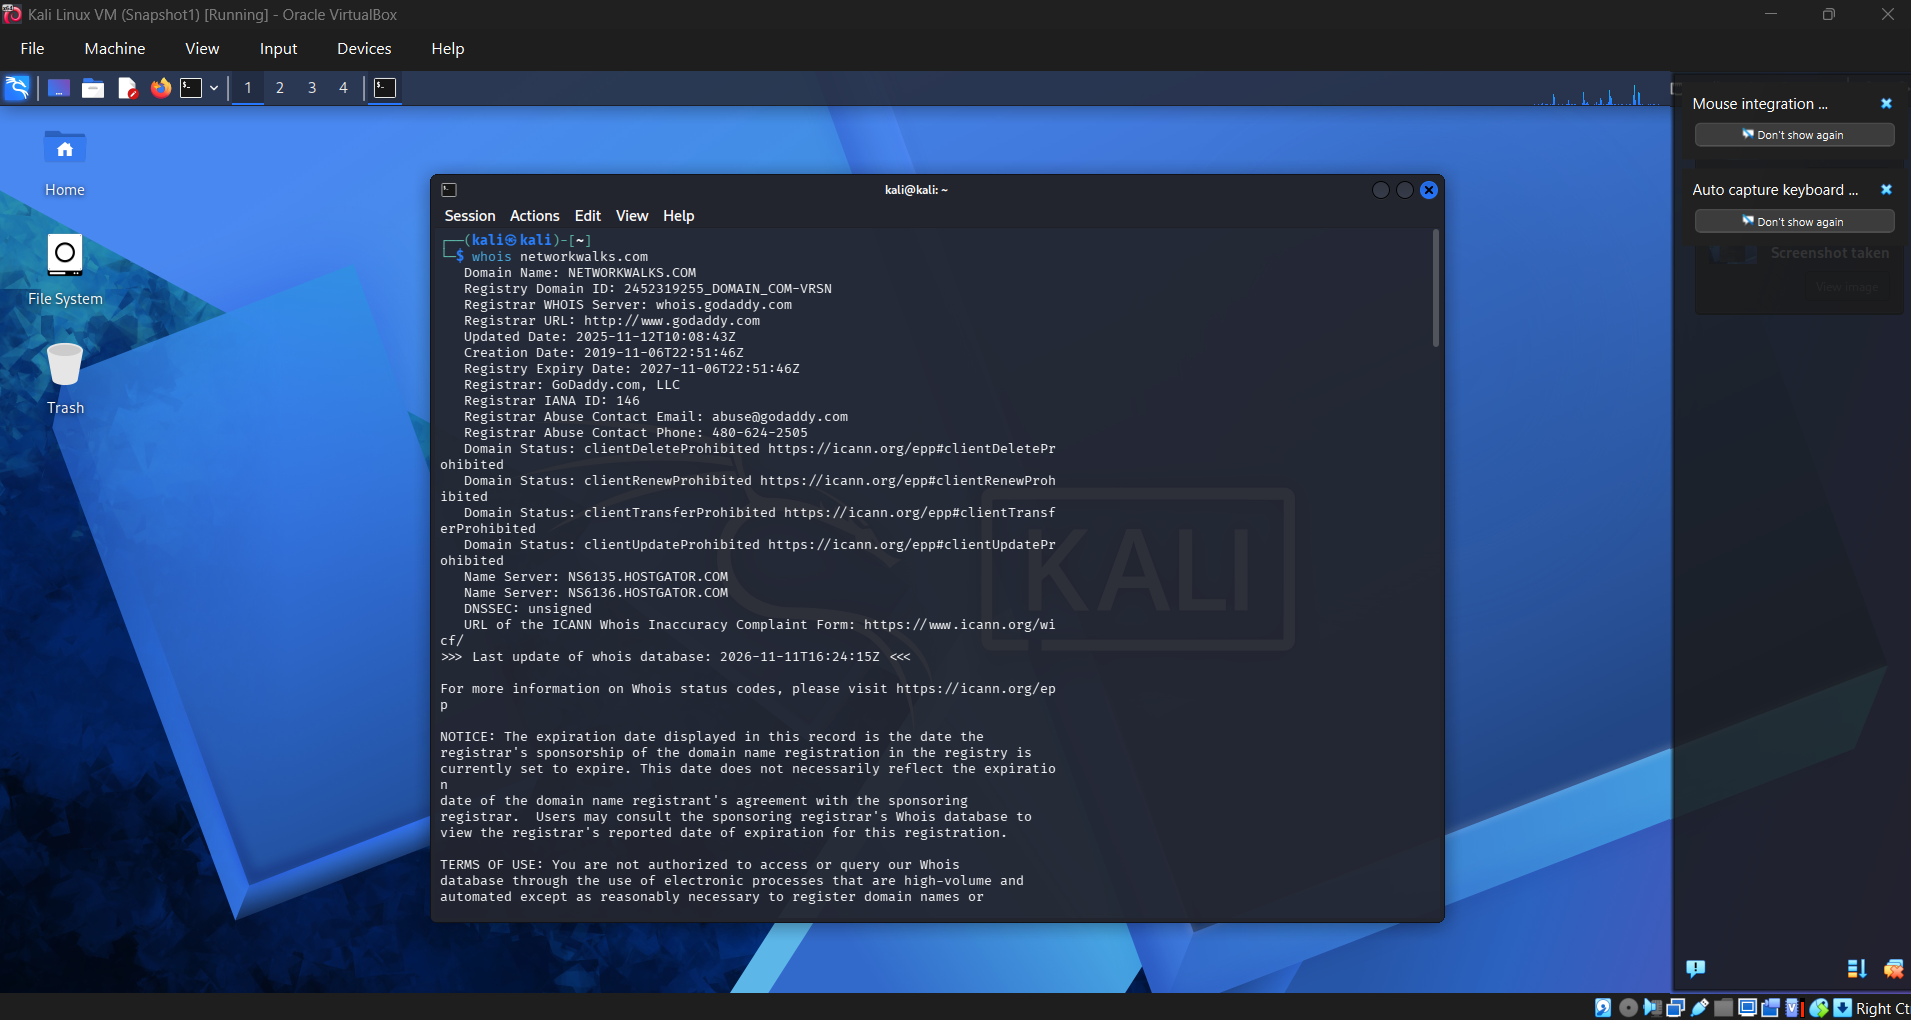 Kali Linux VM (Snapshot1) [Running] - Oracle VirtualBox
File Machine View Input Devices Help
1 2 3 4
Mouse integration ...
Don't show again
Auto capture keyboard ...
Don't show again
Screenshot taken
View image
Home
File System
Trash
kali@kali: ~
Session Actions Edit View Help
┌──(kali㉿kali)-[~]
└─$ whois networkwalks.com
Domain Name: NETWORKWALKS.COM
Registry Domain ID: 2452319255_DOMAIN_COM-VRSN
Registrar WHOIS Server: whois.godaddy.com
Registrar URL: http://www.godaddy.com
Updated Date: 2025-11-12T10:08:43Z
Creation Date: 2019-11-06T22:51:46Z
Registry Expiry Date: 2027-11-06T22:51:46Z
Registrar: GoDaddy.com, LLC
Registrar IANA ID: 146
Registrar Abuse Contact Email: abuse@godaddy.com
Registrar Abuse Contact Phone: 480-624-2505
Domain Status: clientDeleteProhibited https://icann.org/epp#clientDeletePr
ohibited
Domain Status: clientRenewProhibited https://icann.org/epp#clientRenewProh
ibited
Domain Status: clientTransferProhibited https://icann.org/epp#clientTransf
erProhibited
Domain Status: clientUpdateProhibited https://icann.org/epp#clientUpdatePr
ohibited
Name Server: NS6135.HOSTGATOR.COM
Name Server: NS6136.HOSTGATOR.COM
DNSSEC: unsigned
URL of the ICANN Whois Inaccuracy Complaint Form: https://www.icann.org/wi
cf/
>>> Last update of whois database: 2026-11-11T16:24:15Z <<<
For more information on Whois status codes, please visit https://icann.org/ep
p
NOTICE: The expiration date displayed in this record is the date the
registrar's sponsorship of the domain name registration in the registry is
currently set to expire. This date does not necessarily reflect the expiratio
n
date of the domain name registrant's agreement with the sponsoring
registrar.  Users may consult the sponsoring registrar's Whois database to
view the registrar's reported date of expiration for this registration.
TERMS OF USE: You are not authorized to access or query our Whois
database through the use of electronic processes that are high-volume and
automated except as reasonably necessary to register domain names or
KALI
Right Ct